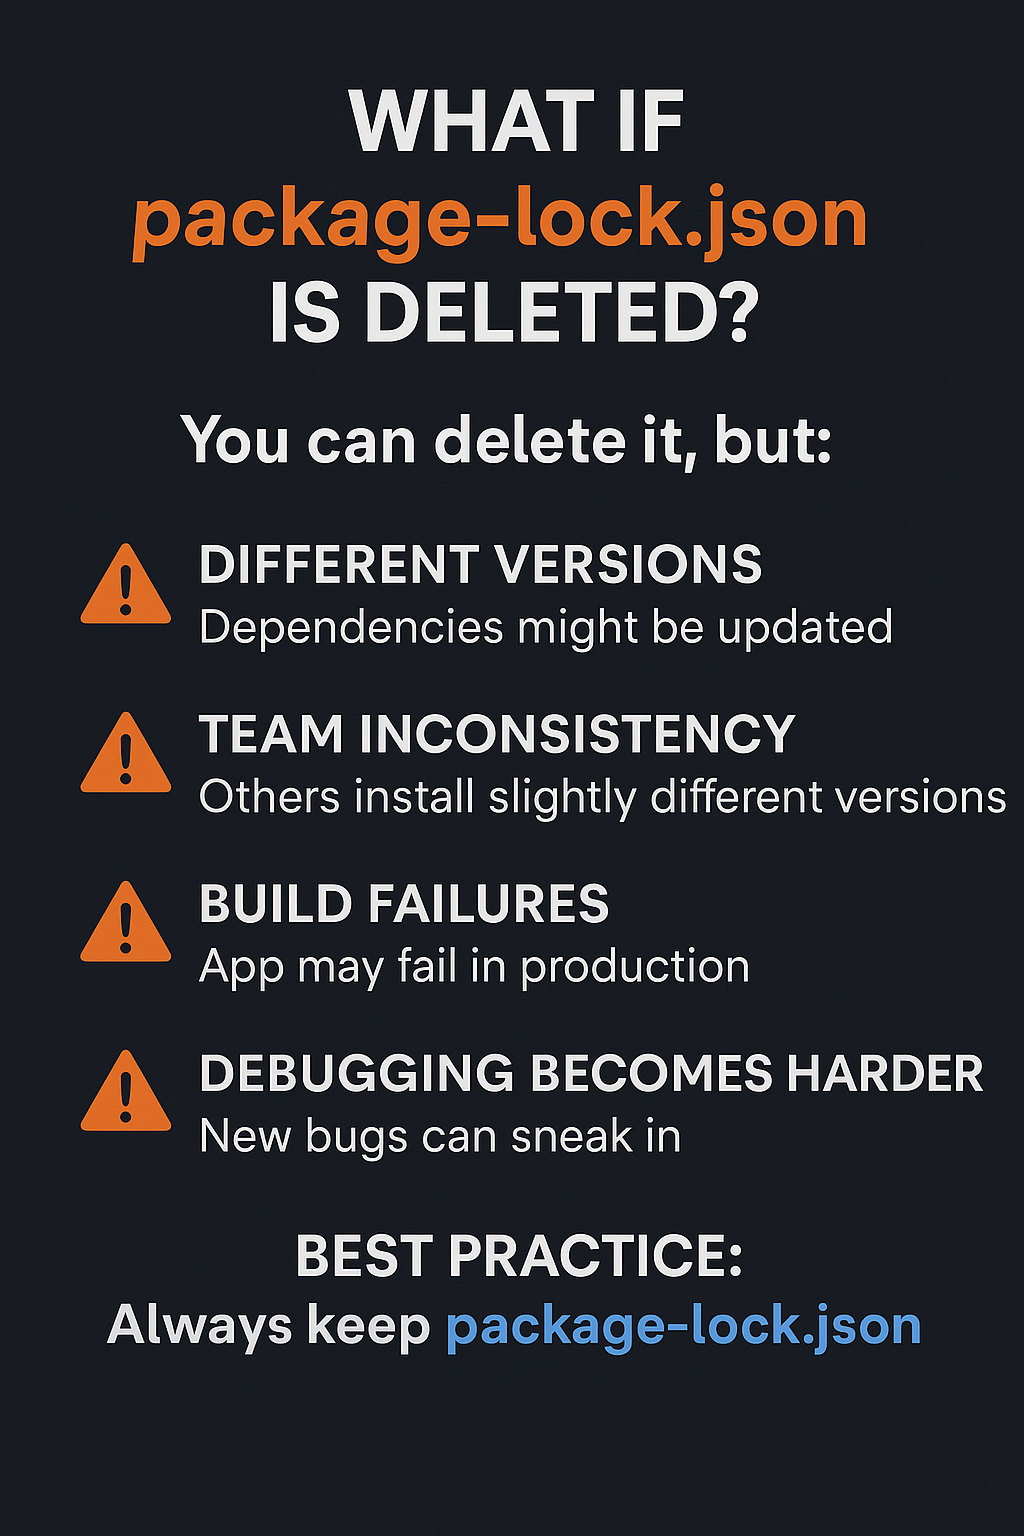 WHAT IF
package-lock.json
IS DELETED?
You can delete it, but:
DIFFERENT VERSIONS
Dependencies might be updated
TEAM INCONSISTENCY
Others install slightly different versions
BUILD FAILURES
App may fail in production
DEBUGGING BECOMES HARDER
New bugs can sneak in
BEST PRACTICE:
Always keep package-lock.json